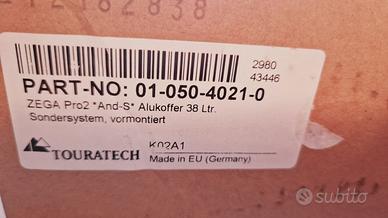 2980
43446
PART-NO: 01-050-4021-0
ZEGA Pro2 *And-S* Alukoffer 38 Ltr.
Sondersystem, vormontiert
K02A1
TOURATECH
Made in EU (Germany)
subito